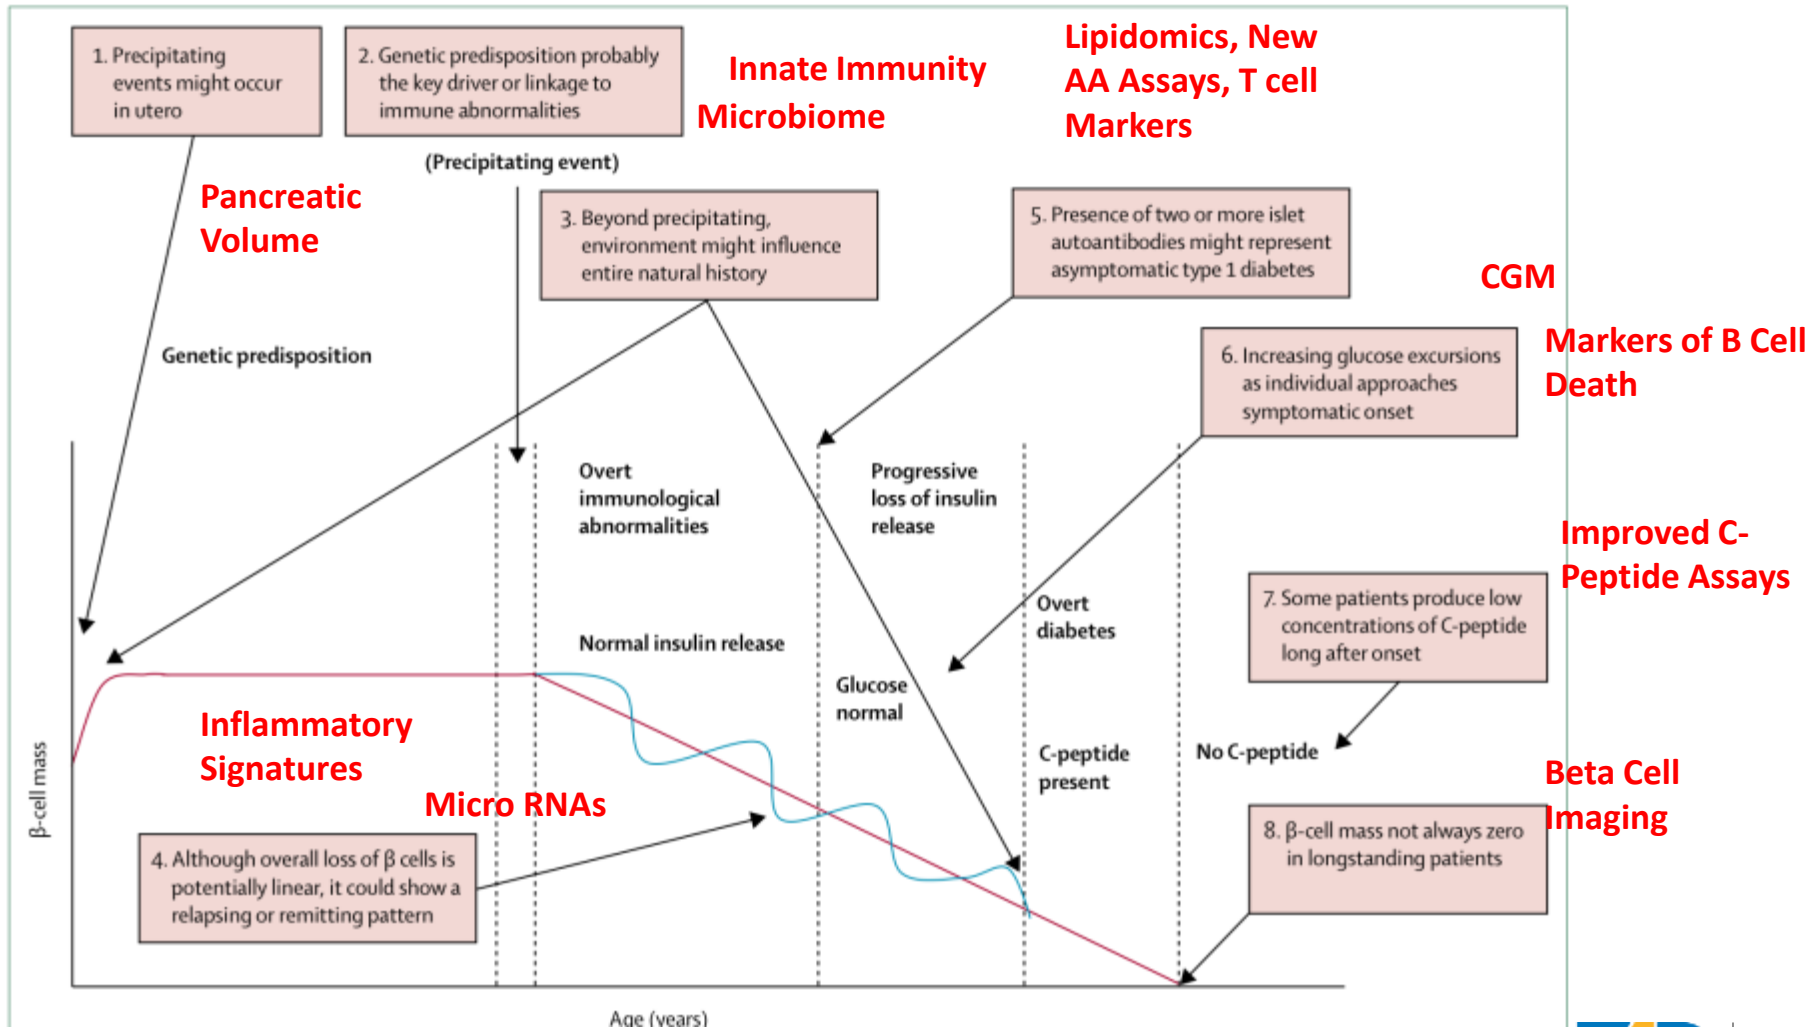 1. Precipitating
events might occur
in utero
2. Genetic predisposition probably
the key driver or linkage to
immune abnormalities
Innate Immunity
Microbiome
Lipidomics, New
AA Assays, T cell
Markers
(Precipitating event)
Pancreatic
Volume
3. Beyond precipitating,
environment might influence
entire natural history
5. Presence of two or more islet
autoantibodies might represent
asymptomatic type 1 diabetes
CGM
Genetic predisposition
6. Increasing glucose excursions
as individual approaches
symptomatic onset
Markers of B Cell
Death
Overt
immunological
abnormalities
Progressive
loss of insulin
release
Improved C-
Peptide Assays
7. Some patients produce low
concentrations of C-peptide
long after onset
Overt
diabetes
Normal insulin release
Glucose
normal
Inflammatory
Signatures
C-peptide
present
No C-peptide
Beta Cell
Imaging
Micro RNAs
β-cell mass
4. Although overall loss of β cells is
potentially linear, it could show a
relapsing or remitting pattern
8. β-cell mass not always zero
in longstanding patients
Age (years)